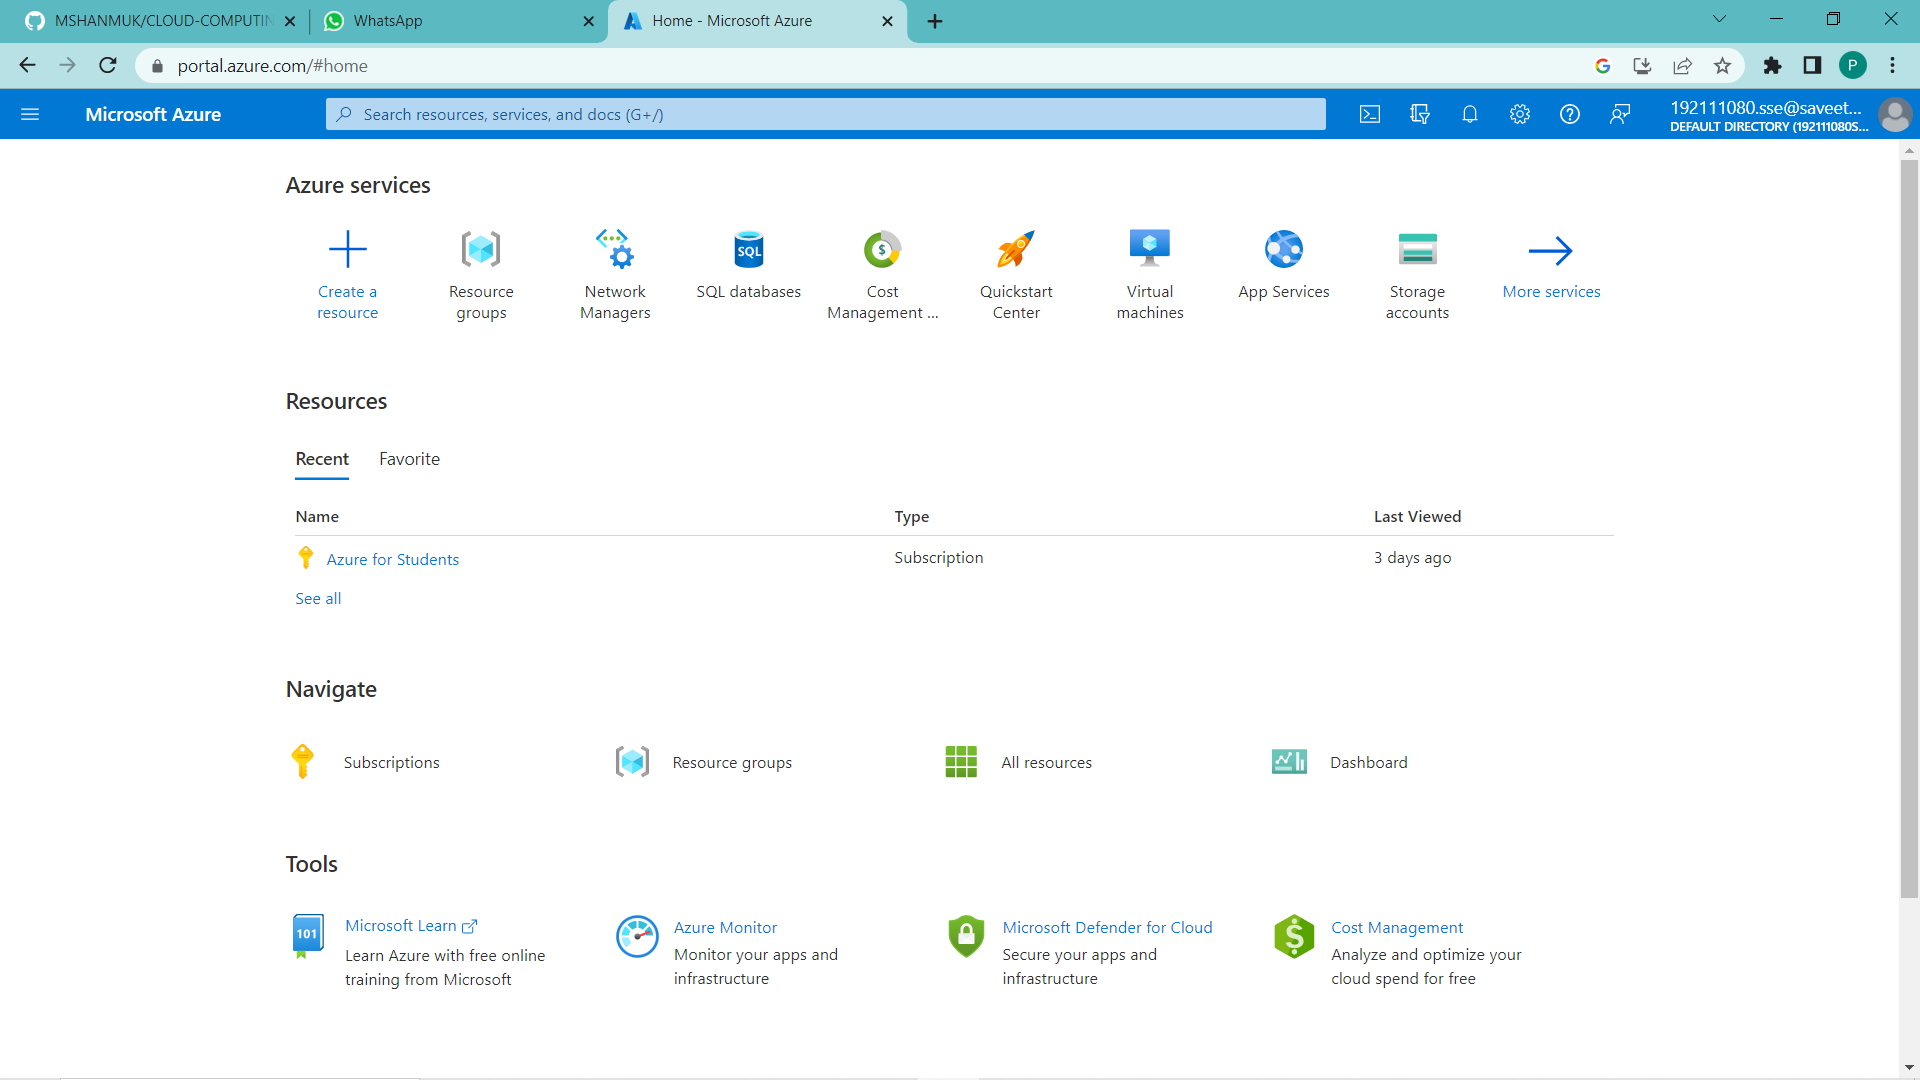 MSHANMUK/CLOUD-COMPUTIN
WhatsApp
Home - Microsoft Azure
portal.azure.com/#home
P
Microsoft Azure
Search resources, services, and docs (G+/)
192111080.sse@saveet...
DEFAULT DIRECTORY (192111080S...
Azure services
Create a resource
Resource groups
Network Managers
SQL
SQL databases
Cost Management ...
Quickstart Center
Virtual machines
App Services
Storage accounts
More services
Resources
Recent Favorite
Name Type Last Viewed
Azure for Students Subscription 3 days ago
See all
Navigate
Subscriptions Resource groups All resources Dashboard
Tools
101
Microsoft Learn
Learn Azure with free online
training from Microsoft
Azure Monitor
Monitor your apps and
infrastructure
Microsoft Defender for Cloud
Secure your apps and
infrastructure
Cost Management
Analyze and optimize your
cloud spend for free